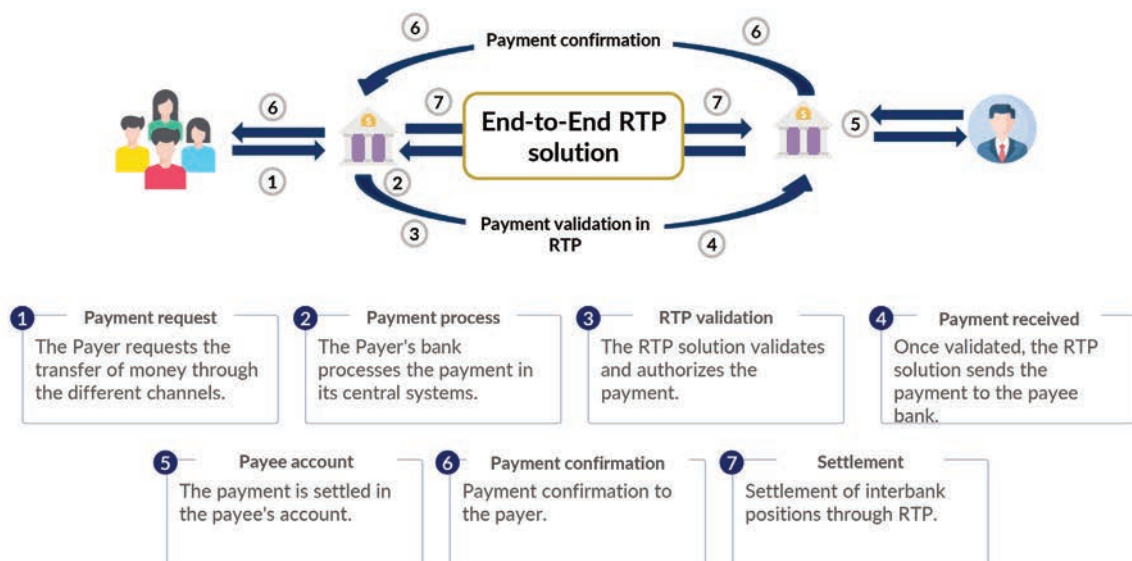 6
Payment confirmation
6
6
7
End-to-End RTP
solution
7
5
1
2
3
Payment validation in
RTP
4
1 Payment request
The Payer requests the
transfer of money through
the different channels.
2 Payment process
The Payer's bank
processes the payment in
its central systems.
3 RTP validation
The RTP solution validates
and authorizes the
payment.
4 Payment received
Once validated, the RTP
solution sends the
payment to the payee
bank.
5 Payee account
The payment is settled in
the payee's account.
6 Payment confirmation
Payment confirmation to
the payer.
7 Settlement
Settlement of interbank
positions through RTP.